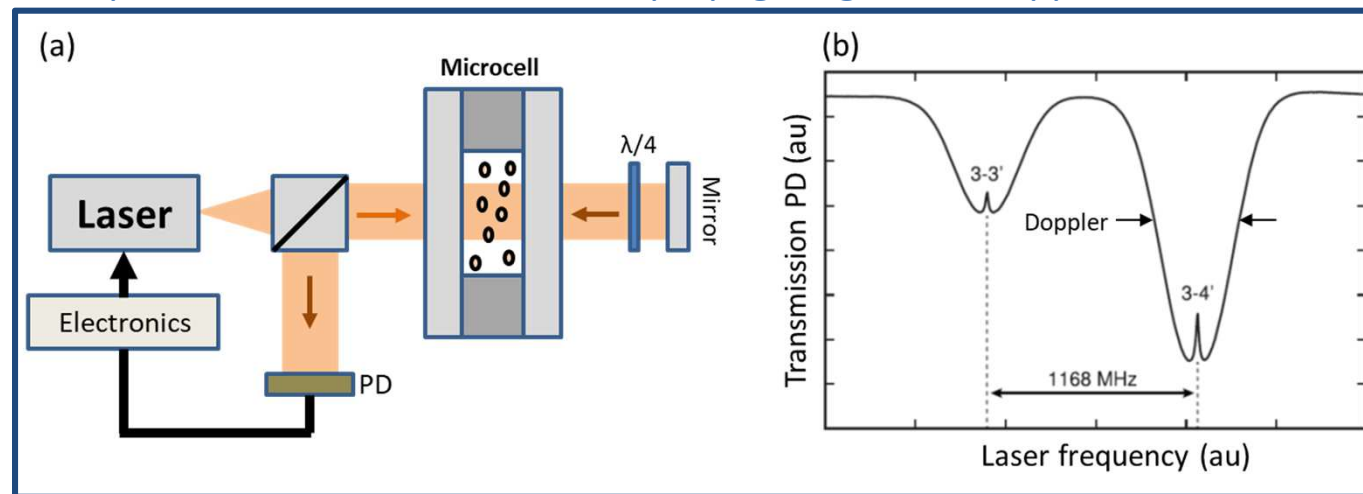 (a)
Microcell
λ/4
Mirror
Laser
Electronics
PD
(b)
Transmission PD (au)
3-3'
Doppler
3-4'
1168 MHz
Laser frequency (au)